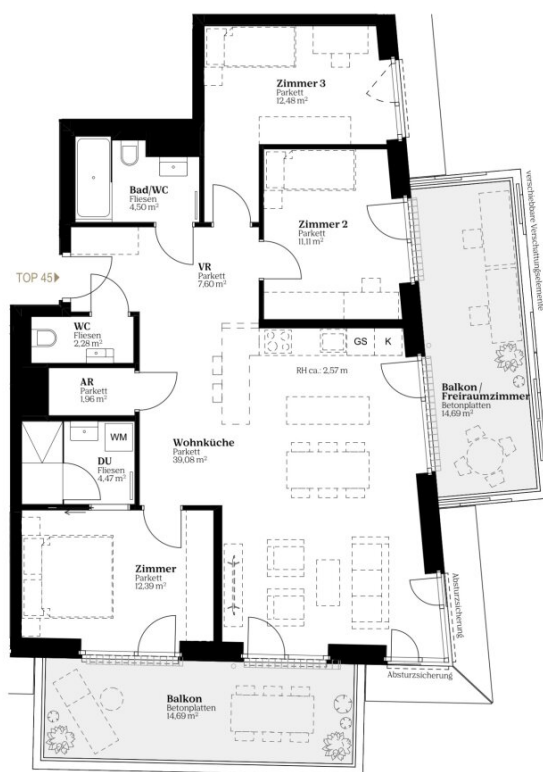 Zimmer 3
Parkett
12,48 m²
Bad/WC
Fliesen
4,50 m²
Zimmer 2
Parkett
11,11 m²
verschiebbare Verschattungselemente
VR
Parkett
7,60 m²
TOP 45
WC
Fliesen
2,28 m²
GS
K
RH ca.: 2,57 m
AR
Parkett
1,96 m²
Balkon/
Freiraumzimmer
Betonplatten
14,69 m²
WM
DU
Fliesen
4,47 m²
Wohnküche
Parkett
39,08 m²
Zimmer
Parkett
12,39 m²
Absturzsicherung
Absturzsicherung
Balkon
Betonplatten
14,69 m²